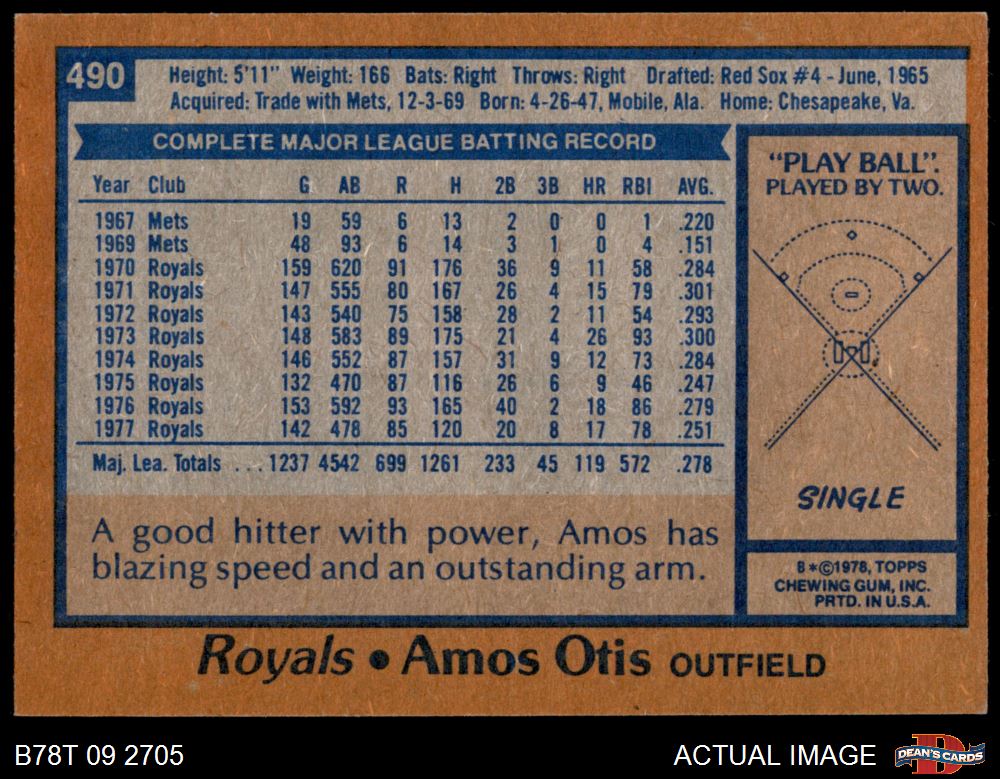 490
Height: 5'11" Weight: 166 Bats: Right Throws: Right Drafted: Red Sox #4 - June, 1965
Acquired: Trade with Mets, 12-3-69 Born: 4-26-47, Mobile, Ala. Home: Chesapeake, Va.
COMPLETE MAJOR LEAGUE BATTING RECORD
Year Club G AB R H 2B 3B HR RBI AVG.
1967 Mets 19 59 6 13 2 0 0 1 .220
1969 Mets 48 93 6 14 3 1 0 4 .151
1970 Royals 159 620 91 176 36 9 11 58 .284
1971 Royals 147 555 80 167 26 4 15 79 .301
1972 Royals 143 540 75 158 28 2 11 54 .293
1973 Royals 148 583 89 175 21 4 26 93 .300
1974 Royals 146 552 87 157 31 9 12 73 .284
1975 Royals 132 470 87 116 26 6 9 46 .247
1976 Royals 153 592 93 165 40 2 18 86 .279
1977 Royals 142 478 85 120 20 8 17 78 .251
Maj. Lea. Totals ... 1237 4542 699 1261 233 45 119 572 .278
A good hitter with power, Amos has
blazing speed and an outstanding arm.
"PLAY BALL".
PLAYED BY TWO.
SINGLE
B*©1978, TOPPS
CHEWING GUM, INC.
PRTD. IN U.S.A.
Royals • Amos Otis OUTFIELD
B78T 09 2705
ACTUAL IMAGE
DEAN'S CARDS